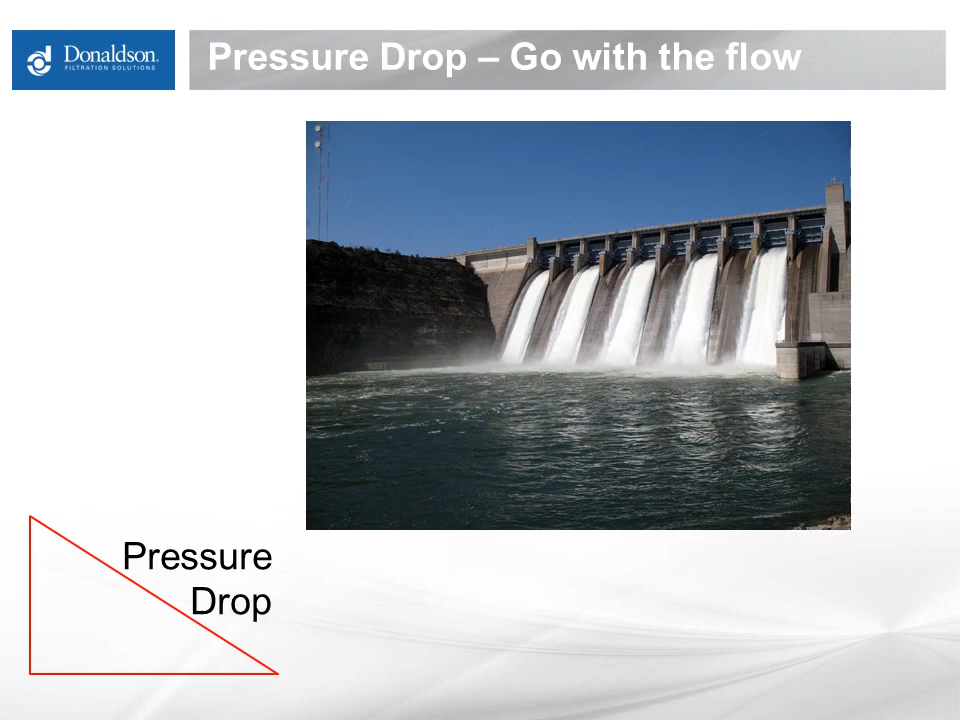 Donaldson.
FILTRATION SOLUTIONS
Pressure Drop – Go with the flow
Pressure
Drop